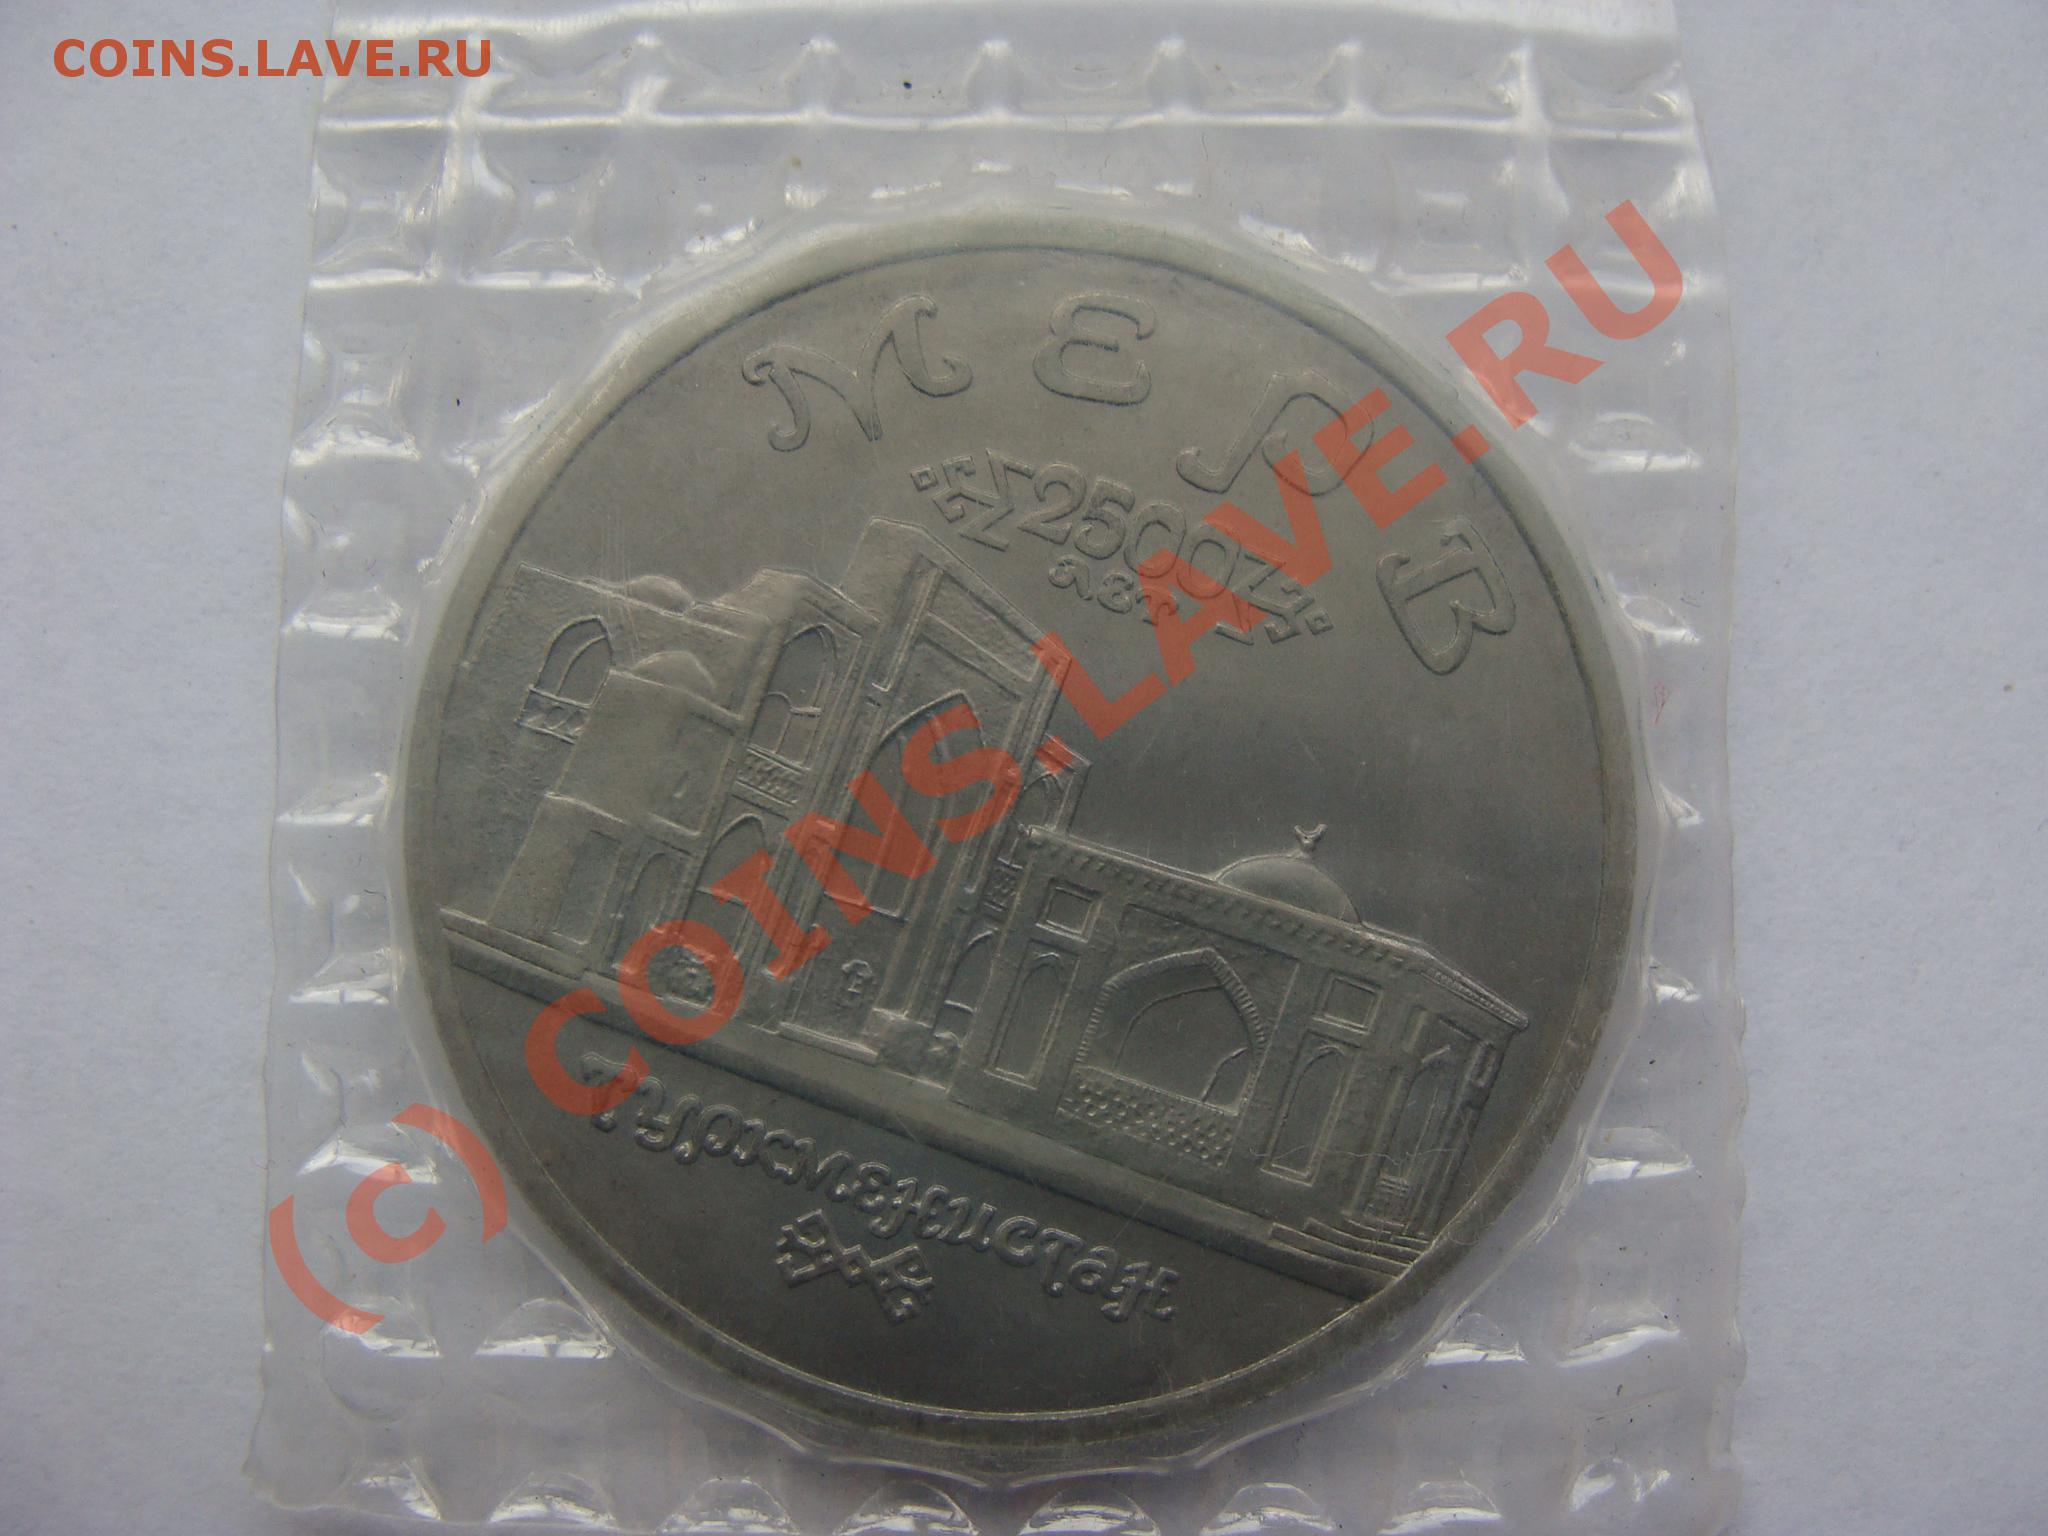 COINS.LAVE.RU
МЕРВ
2500
лет
Туркменистан
(c) COINS.LAVE.RU